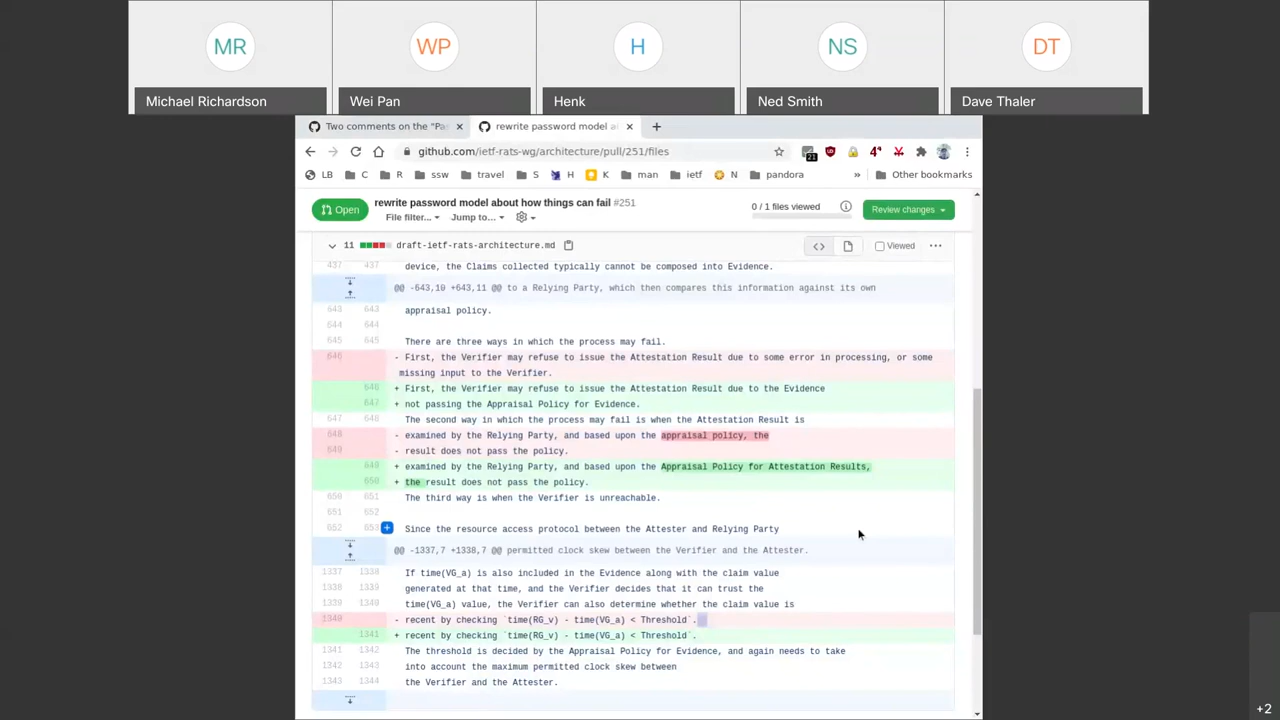 MR
WP
H
NS
DT
Michael Richardson
Wei Pan
Henk
Ned Smith
Dave Thaler
Two comments on the "Pa
rewrite password model a
github.com/ietf-rats-wg/architecture/pull/251/files
21
LB
C
R
ssw
travel
S
H
K
man
ietf
N
pandora
»
Other bookmarks
Open
rewrite password model about how things can fail #251
File filter...
Jump to...
0 / 1 files viewed
Review changes
11
draft-ietf-rats-architecture.md
Viewed
437 437 device, the Claims collected typically cannot be composed into Evidence.
@@ -643,10 +643,11 @@ to a Relying Party, which then compares this information against its own
643 643 appraisal policy.
644 644
645 645 There are three ways in which the process may fail.
646 - First, the Verifier may refuse to issue the Attestation Result due to some error in processing, or some
missing input to the Verifier.
646 + First, the Verifier may refuse to issue the Attestation Result due to the Evidence
647 + not passing the Appraisal Policy for Evidence.
647 648 The second way in which the process may fail is when the Attestation Result is
648 - examined by the Relying Party, and based upon the appraisal policy, the
649 - result does not pass the policy.
649 + examined by the Relying Party, and based upon the Appraisal Policy for Attestation Results,
650 + the result does not pass the policy.
650 651 The third way is when the Verifier is unreachable.
651 652
652 653 Since the resource access protocol between the Attester and Relying Party
@@ -1337,7 +1338,7 @@ permitted clock skew between the Verifier and the Attester.
1337 1338 If time(VG_a) is also included in the Evidence along with the claim value
1338 1339 generated at that time, and the Verifier decides that it can trust the
1339 1340 time(VG_a) value, the Verifier can also determine whether the claim value is
1340 - recent by checking `time(RG_v) - time(VG_a) < Threshold`.
1341 + recent by checking `time(RG_v) - time(VG_a) < Threshold`.
1341 1342 The threshold is decided by the Appraisal Policy for Evidence, and again needs to take
1342 1343 into account the maximum permitted clock skew between
1343 1344 the Verifier and the Attester.
+2